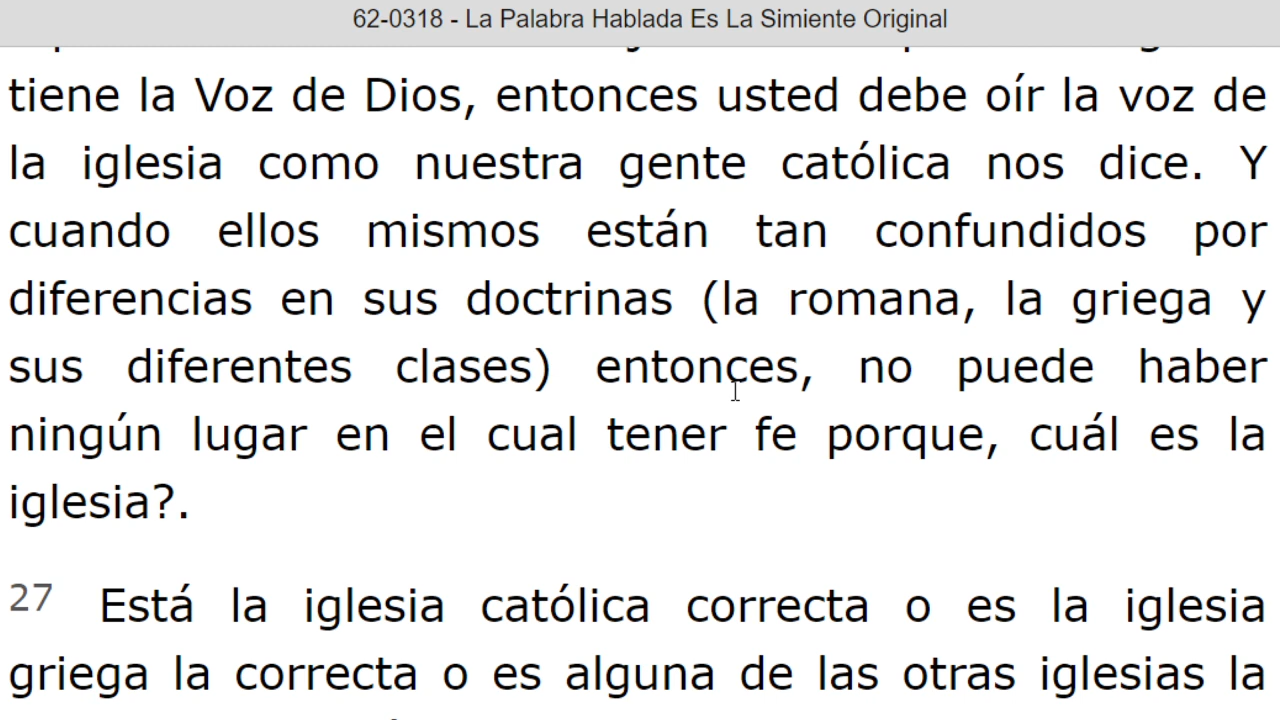 62-0318 - La Palabra Hablada Es La Simiente Original
tiene la Voz de Dios, entonces usted debe oír la voz de
la iglesia como nuestra gente católica nos dice. Y
cuando ellos mismos están tan confundidos por
diferencias en sus doctrinas (la romana, la griega y
sus diferentes clases) entonces, no puede haber
ningún lugar en el cual tener fe porque, cuál es la
iglesia?.
27 Está la iglesia católica correcta o es la iglesia
griega la correcta o es alguna de las otras iglesias la